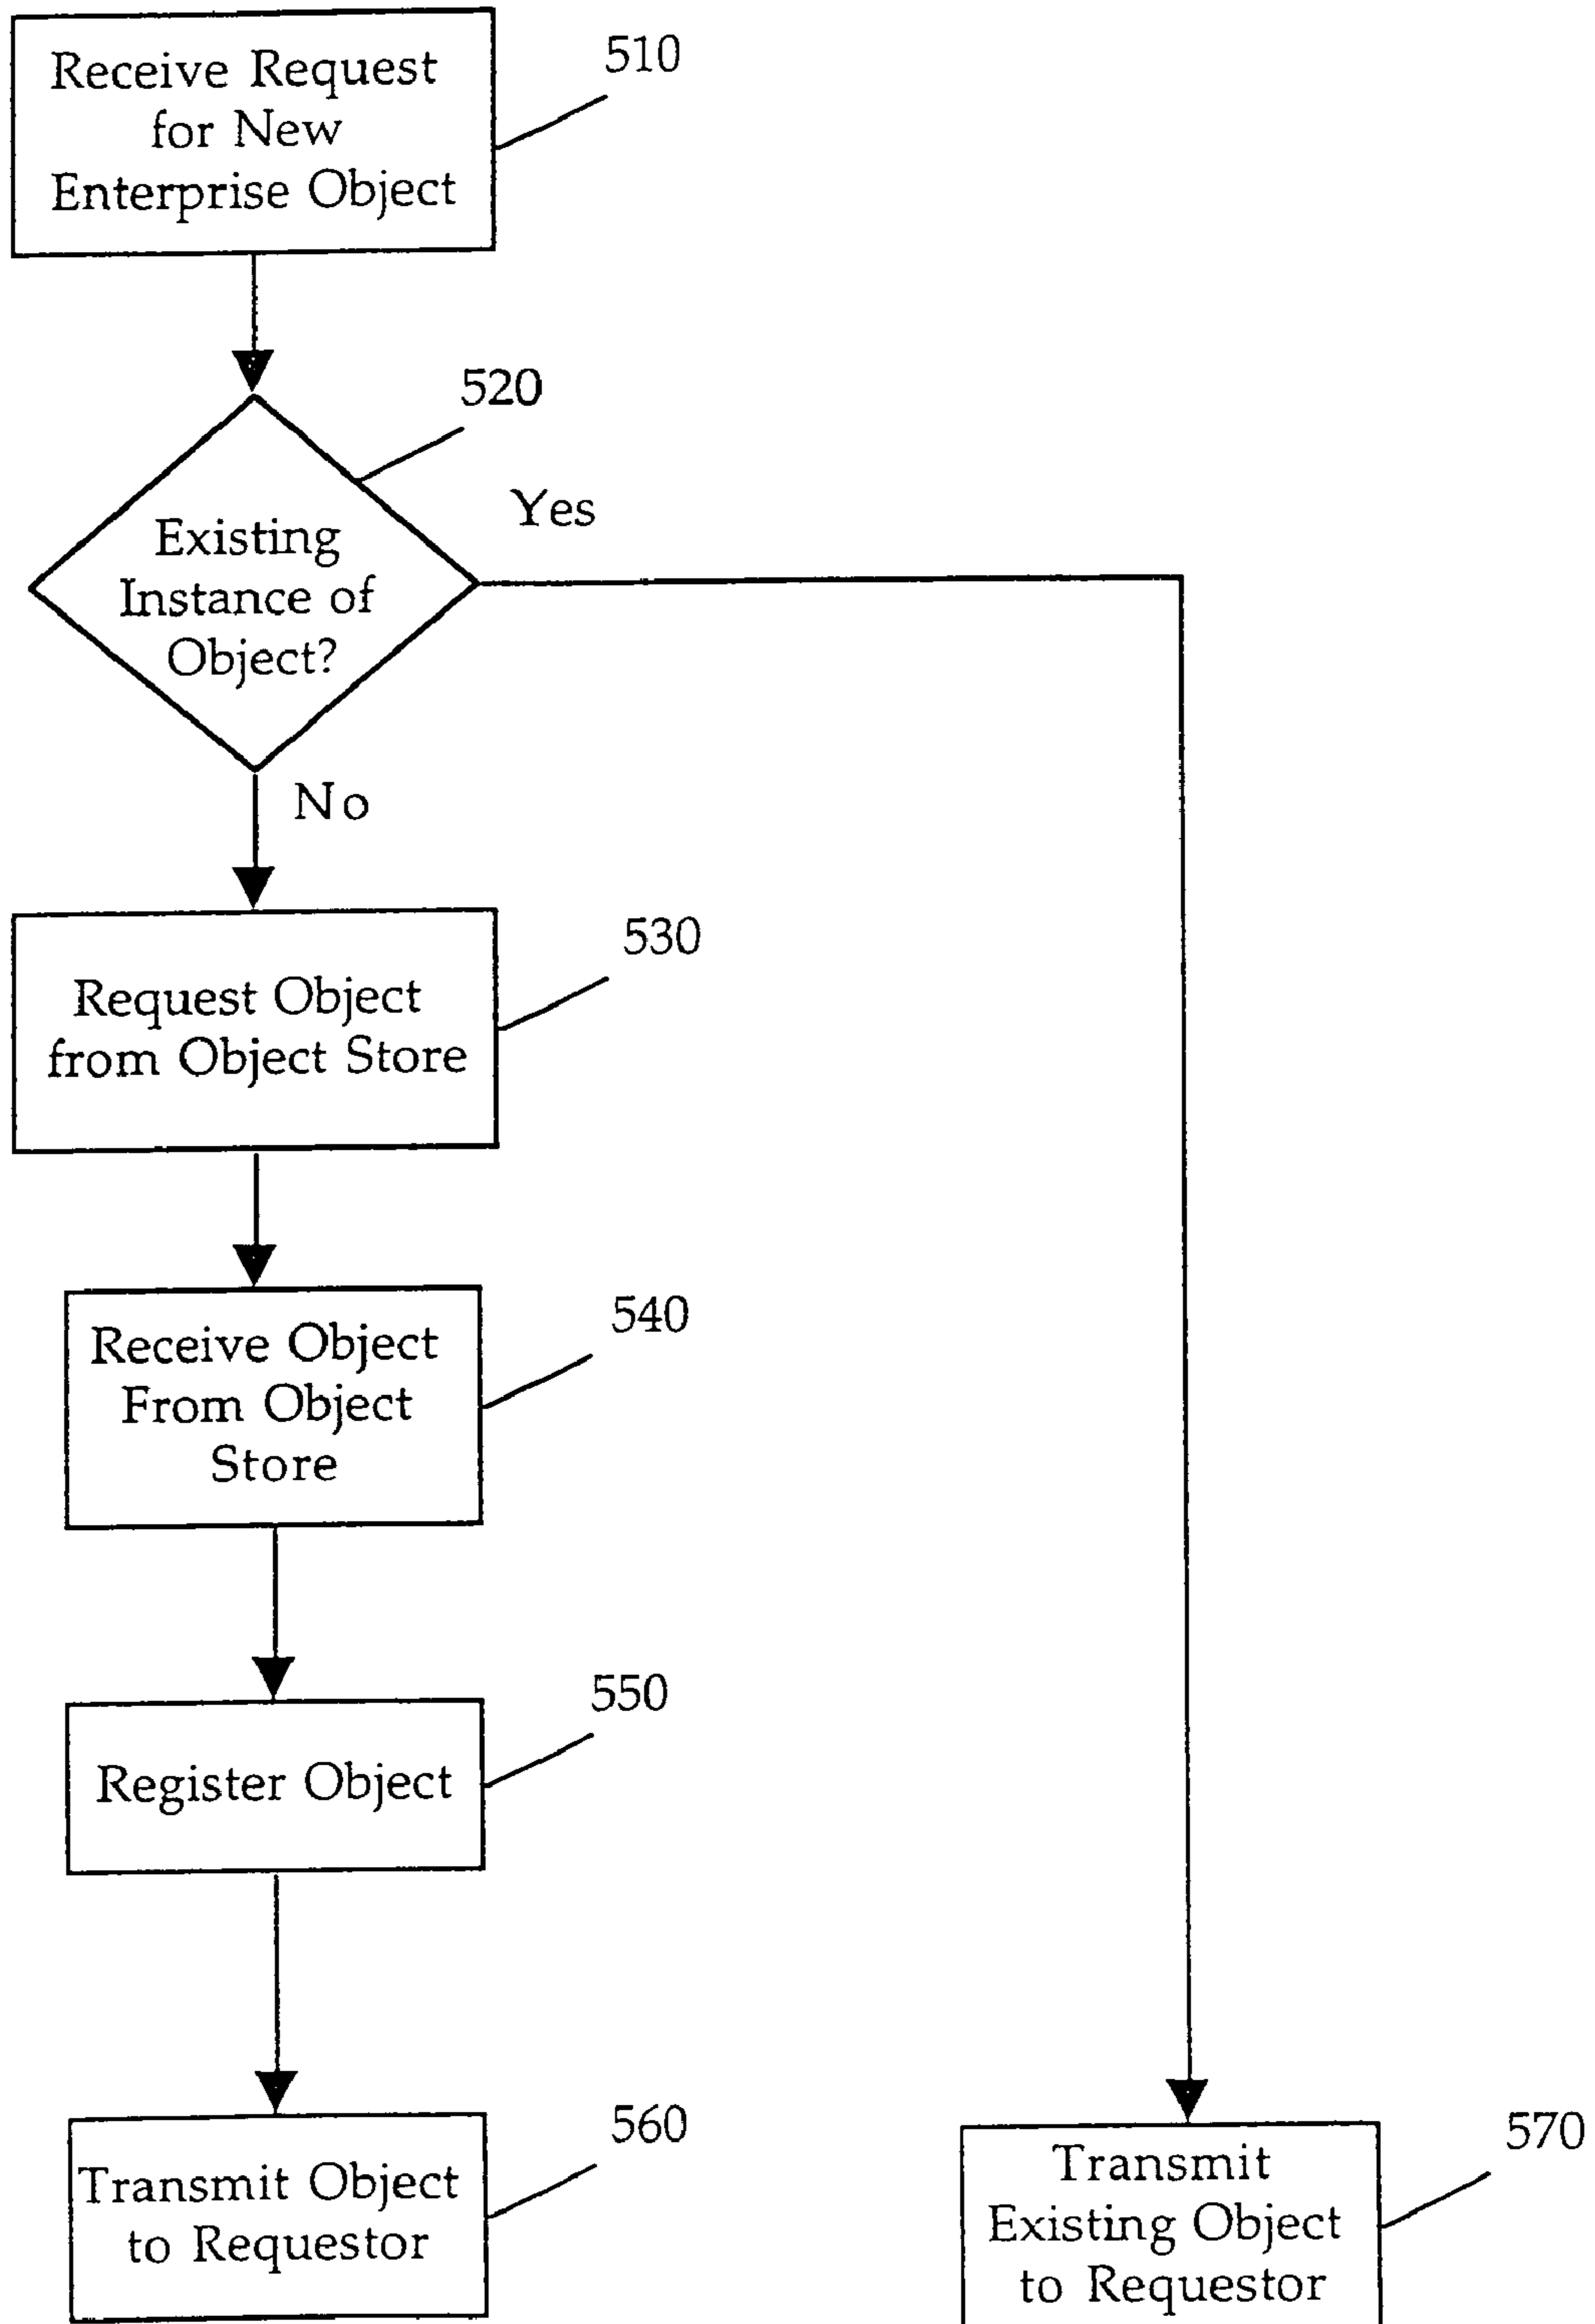 Receive Request
for New
Enterprise Object
510
520
Existing
Instance of
Object?
Yes
No
Request Object
from Object Store
530
Receive Object
From Object
Store
540
Register Object
550
Transmit Object
to Requestor
560
Transmit
Existing Object
to Requestor
570